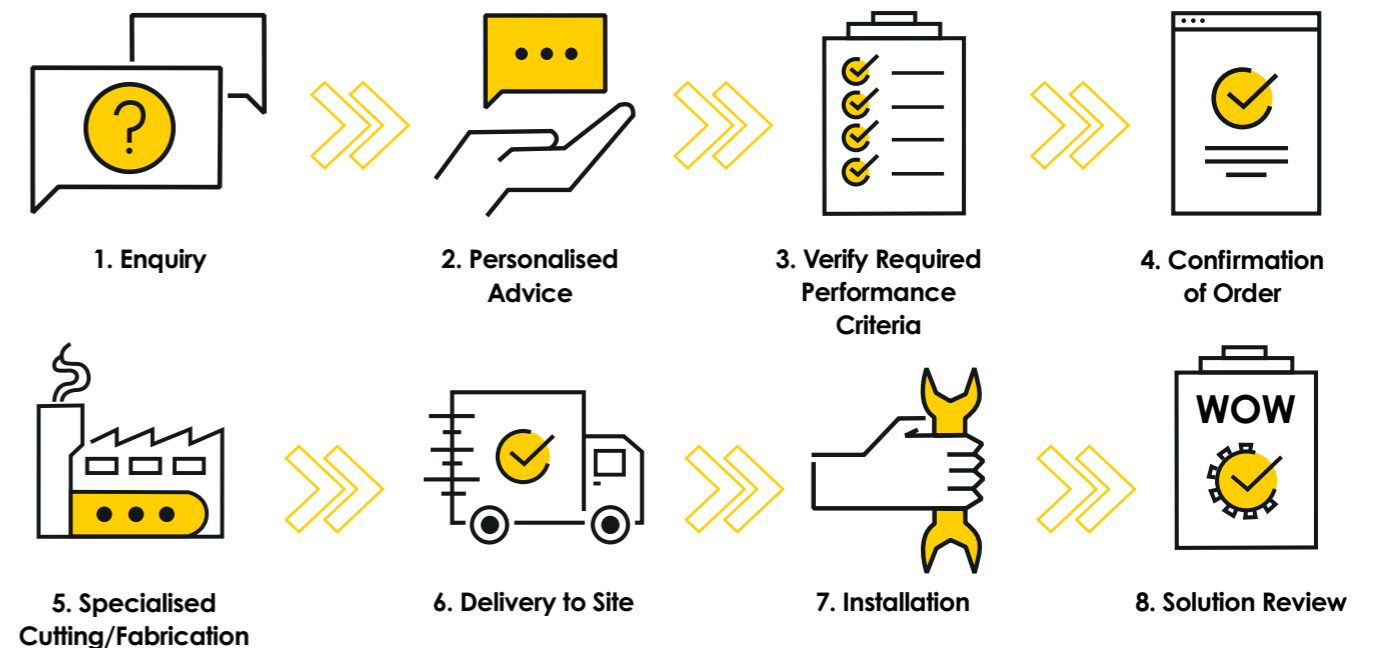 ?
1. Enquiry
2. Personalised
Advice
3. Verify Required
Performance
Criteria
4. Confirmation
of Order
5. Specialised
Cutting/Fabrication
6. Delivery to Site
7. Installation
WOW
8. Solution Review